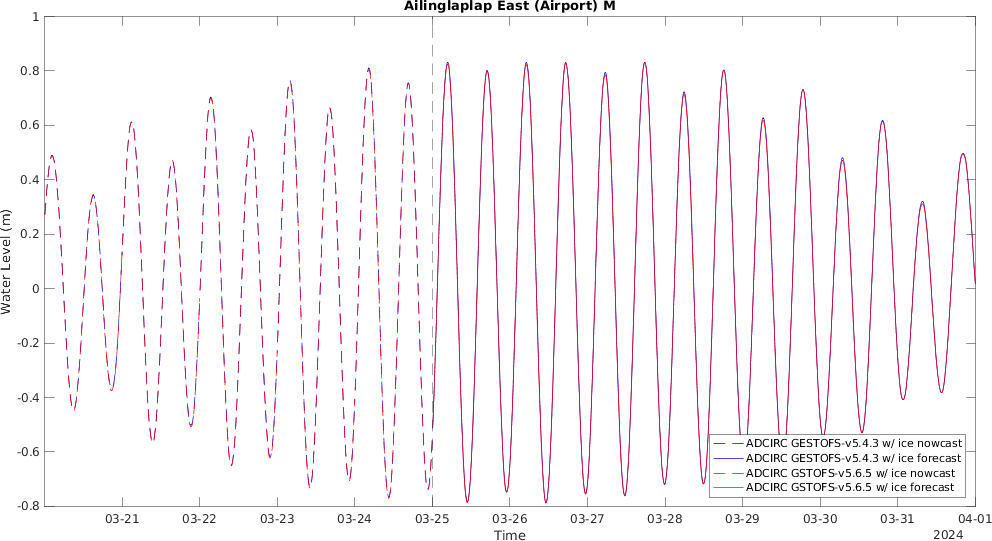 Ailinglaplap East (Airport) M
1
0.8
0.6
0.4
0.2
0
-0.2
-0.4
-0.6
-0.8
Water Level (m)
03-21 03-22 03-23 03-24 03-25 03-26 03-27 03-28 03-29 03-30 03-31 04-01
Time
2024
ADCIRC GESTOFS-v5.4.3 w/ ice nowcast
ADCIRC GESTOFS-v5.4.3 w/ ice forecast
ADCIRC GSTOFS-v5.6.5 w/ ice nowcast
ADCIRC GSTOFS-v5.6.5 w/ ice forecast